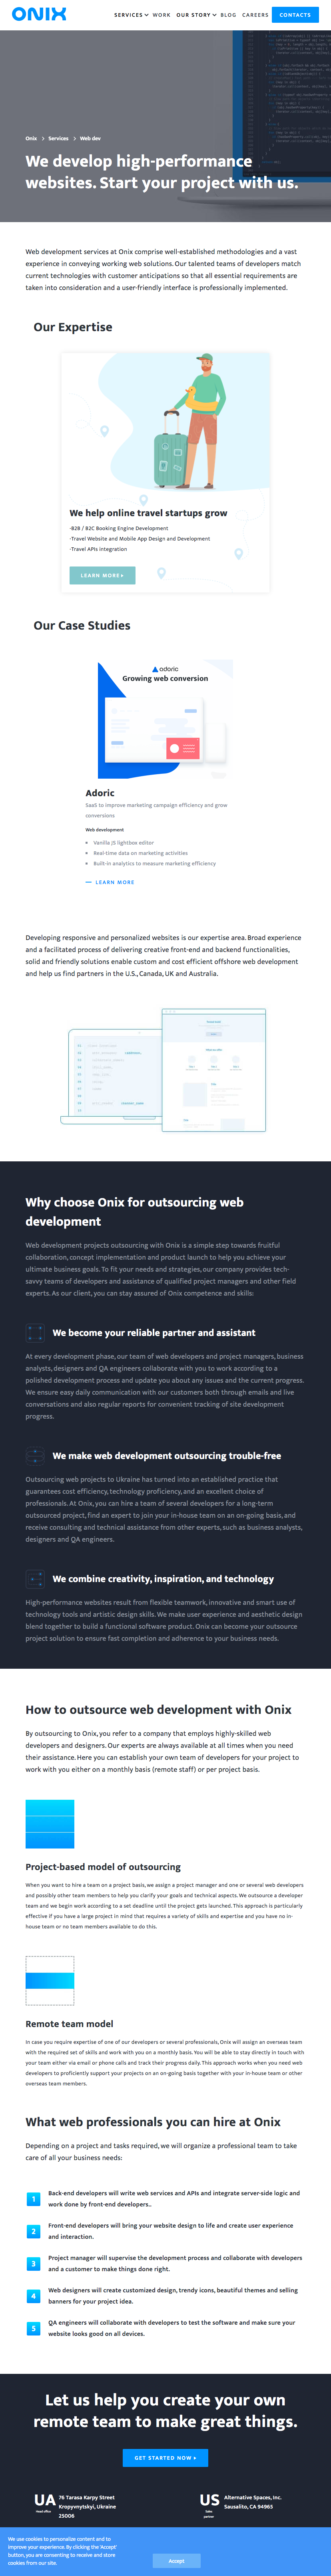 ONIX
SERVICES WORK OUR STORY BLOG CAREERS CONTACTS
Onix > Services > Web dev
We develop high-performance
websites. Start your project with us.
Web development services at Onix comprise well-established methodologies and a vast
experience in conveying working web solutions. Our talented teams of developers match
current technologies with customer anticipations so that all essential requirements are
taken into consideration and a user-friendly interface is professionally implemented.
Our Expertise
We help online travel startups grow
-B2B / B2C Booking Engine Development
-Travel Website and Mobile App Design and Development
-Travel APIs integration
LEARN MORE
Our Case Studies
adoric
Growing web conversion
Adoric
SaaS to improve marketing campaign efficiency and grow
conversions
Web development
• Vanilla JS lightbox editor
• Real-time data on marketing activities
• Built-in analytics to measure marketing efficiency
LEARN MORE
Developing responsive and personalized websites is our expertise area. Broad experience
and a facilitated process of delivering creative front-end and backend functionalities,
solid and friendly solutions enable custom and cost efficient offshore web development
and help us find partners in the U.S., Canada, UK and Australia.
Why choose Onix for outsourcing web
development
Web development projects outsourcing with Onix is a simple step towards fruitful
collaboration, concept implementation and product launch to help you achieve your
ultimate business goals. To fit your needs and strategies, our company provides tech-
savvy teams of developers and assistance of qualified project managers and other field
experts. As our client, you can stay assured of Onix competence and skills:
We become your reliable partner and assistant
At every development phase, our team of web developers and project managers, business
analysts, designers and QA engineers collaborate with you to work according to a
polished development process and update you about any issues and the current progress.
We ensure easy daily communication with our customers both through emails and live
conversations and also regular reports for convenient tracking of site development
progress.
We make web development outsourcing trouble-free
Outsourcing web projects to Ukraine has turned into an established practice that
guarantees cost efficiency, technology proficiency, and an excellent choice of
professionals. At Onix, you can hire a team of several developers for a long-term
outsourced project, find an expert to join your in-house team on an on-going basis, and
receive consulting and technical assistance from other experts, such as business analysts,
designers and QA engineers.
We combine creativity, inspiration, and technology
High-performance websites result from flexible teamwork, innovative and smart use of
technology tools and artistic design skills. We make user experience and aesthetic design
blend together to build a functional software product. Onix can become your outsource
project solution to ensure fast completion and adherence to your business needs.
How to outsource web development with Onix
By outsourcing to Onix, you refer to a company that employs highly-skilled web
developers and designers. Our experts are always available at all times when you need
their assistance. Here you can establish your own team of developers for your project to
work with you either on a monthly basis (remote staff) or per project basis.
Project-based model of outsourcing
When you want to hire a team on a project basis, we assign a project manager and one or several web developers
and possibly other team members to help you clarify your goals and technical aspects. We outsource a developer
team and we begin work according to a set deadline until the project gets launched. This approach is particularly
effective if you have a large project in mind that requires a variety of skills and expertise and you have no in-
house team or no team members available to do this.
Remote team model
In case you require expertise of one of our developers or several professionals, Onix will assign an overseas team
with the required set of skills and work with you on a monthly basis. You will be able to stay directly in touch with
your team either via email or phone calls and track their progress daily. This approach works when you need web
developers to proficiently support your projects on an on-going basis together with your in-house team or other
overseas team members.
What web professionals you can hire at Onix
Depending on a project and tasks required, we will organize a professional team to take
care of all your business needs:
1 Back-end developers will write web services and APIs and integrate server-side logic and
work done by front-end developers..
2 Front-end developers will bring your website design to life and create user experience
and interaction.
3 Project manager will supervise the development process and collaborate with developers
and a customer to make things done right.
4 Web designers will create customized design, trendy icons, beautiful themes and selling
banners for your project idea.
5 QA engineers will collaborate with developers to test the software and make sure your
website looks good on all devices.
Let us help you create your own
remote team to make great things.
GET STARTED NOW
UA
Head office
76 Tarasa Karpy Street
Kropyvnytskyi, Ukraine
25006
US
Sales
partner
Alternative Spaces, Inc.
Sausalito, CA 94965
We use cookies to personalize content and to
improve your experience. By clicking the 'Accept'
button, you are consenting to receive and store
cookies from our site.
Accept